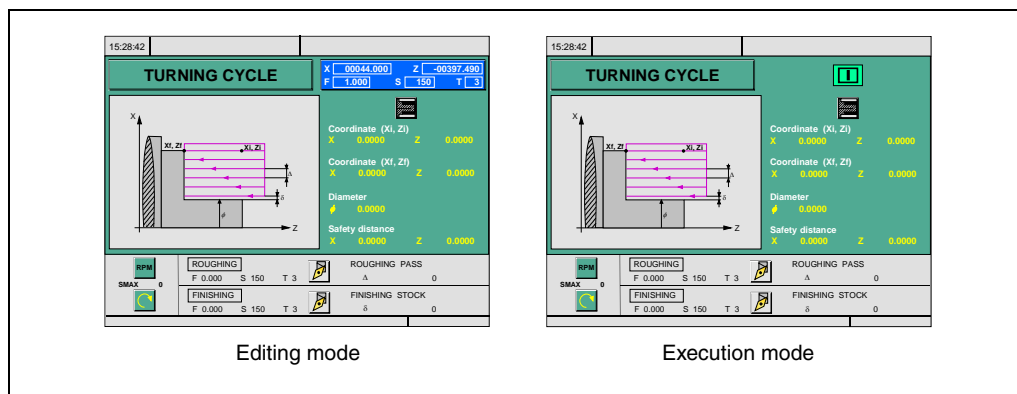 15:28:42
TURNING CYCLE
X 00044.000 Z -00397.490
F 1.000 S 150 T 3
X
Xf, Zf Xi, Zi
Δ
δ
ϕ
Z
Coordinate (Xi, Zi)
X 0.0000 Z 0.0000
Coordinate (Xf, Zf)
X 0.0000 Z 0.0000
Diameter
ϕ 0.0000
Safety distance
X 0.0000 Z 0.0000
RPM
SMAX 0
ROUGHING
F 0.000 S 150 T 3
ROUGHING PASS
Δ 0
FINISHING
F 0.000 S 150 T 3
FINISHING STOCK
δ 0
Editing mode
15:28:42
TURNING CYCLE
X
Xf, Zf Xi, Zi
Δ
δ
ϕ
Z
Coordinate (Xi, Zi)
X 0.0000 Z 0.0000
Coordinate (Xf, Zf)
X 0.0000 Z 0.0000
Diameter
ϕ 0.0000
Safety distance
X 0.0000 Z 0.0000
RPM
SMAX 0
ROUGHING
F 0.000 S 150 T 3
ROUGHING PASS
Δ 0
FINISHING
F 0.000 S 150 T 3
FINISHING STOCK
δ 0
Execution mode